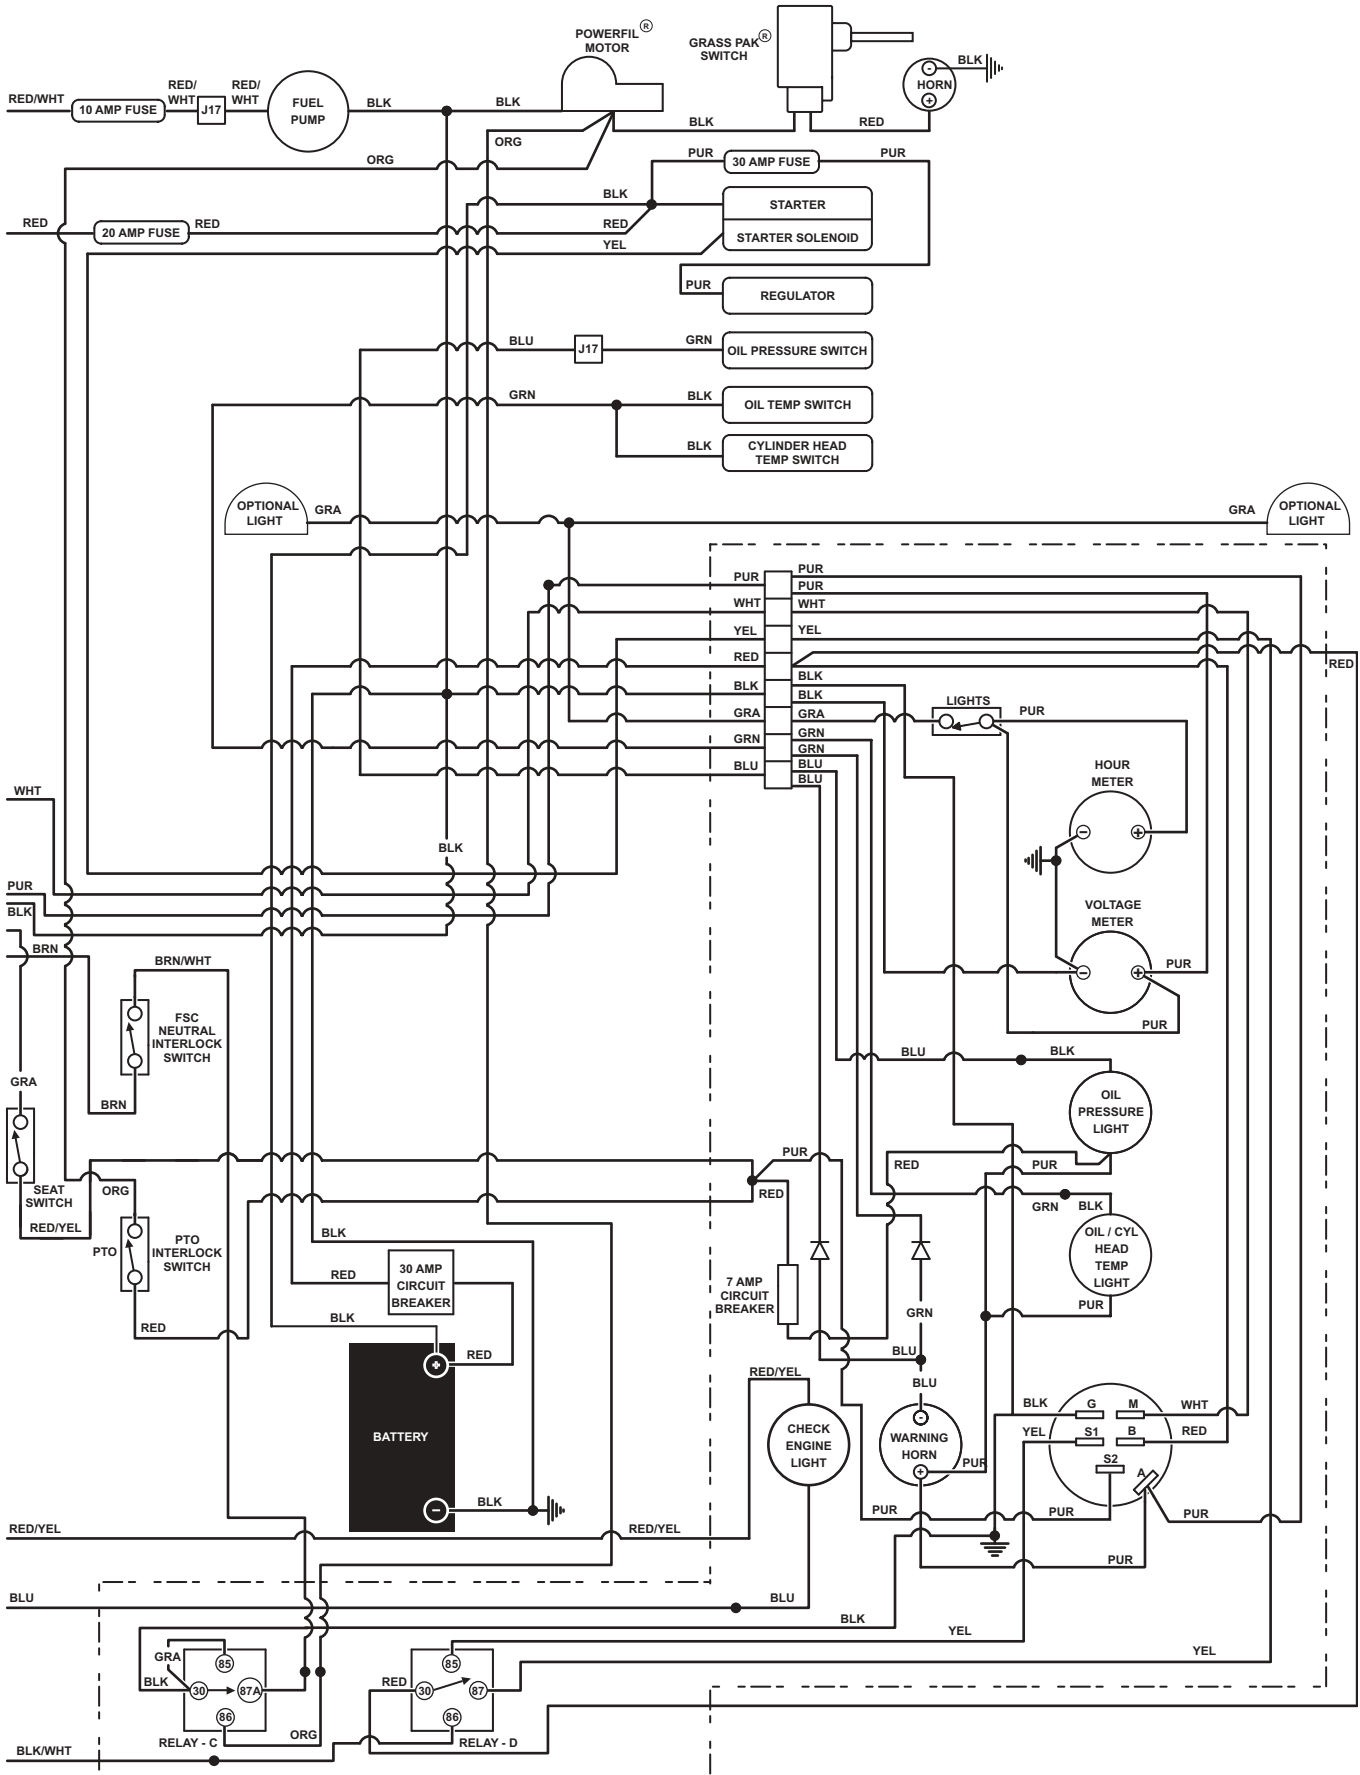 POWERFIL ®
MOTOR
GRASS PAK ®
SWITCH
BLK
- 
HORN
+
RED/WHT
10 AMP FUSE
RED/
WHT
J17
RED/
WHT
FUEL
PUMP
BLK
BLK
BLK
RED
ORG
ORG
PUR
30 AMP FUSE
PUR
BLK
STARTER
RED
20 AMP FUSE
RED
RED
STARTER SOLENOID
YEL
PUR
REGULATOR
BLU
J17
GRN
OIL PRESSURE SWITCH
GRN
BLK
OIL TEMP SWITCH
BLK
CYLINDER HEAD
TEMP SWITCH
OPTIONAL
LIGHT
GRA
GRA
OPTIONAL
LIGHT
PUR
PUR
PUR
WHT
WHT
YEL
YEL
RED
RED
BLK
BLK
BLK
GRA
GRA
LIGHTS
PUR
GRN
GRN
GRN
BLU
BLU
BLU
HOUR
METER
-
+
WHT
BLK
PUR
BLK
BRN
VOLTAGE
METER
-
+
PUR
PUR
BRN/WHT
FSC
NEUTRAL
INTERLOCK
SWITCH
GRA
BRN
BLU
BLK
OIL
PRESSURE
LIGHT
PUR
RED
PUR
SEAT
SWITCH
ORG
RED
RED/YEL
GRN
BLK
PTO
PTO
INTERLOCK
SWITCH
BLK
OIL / CYL
HEAD
TEMP
LIGHT
RED
30 AMP
CIRCUIT
BREAKER
7 AMP
CIRCUIT
BREAKER
GRN
PUR
RED
BLK
+
RED
BLU
RED/YEL
BLU
BATTERY
CHECK
ENGINE
LIGHT
-
WARNING
HORN
+
PUR
BLK
G
M
WHT
YEL
S1
B
RED
S2
A
-
BLK
PUR
PUR
PUR
RED/YEL
RED/YEL
PUR
BLU
BLU
BLK
YEL
YEL
GRA
85
BLK
30
87A
86
ORG
RELAY - C
85
RED
30
87
86
RELAY - D
BLK/WHT